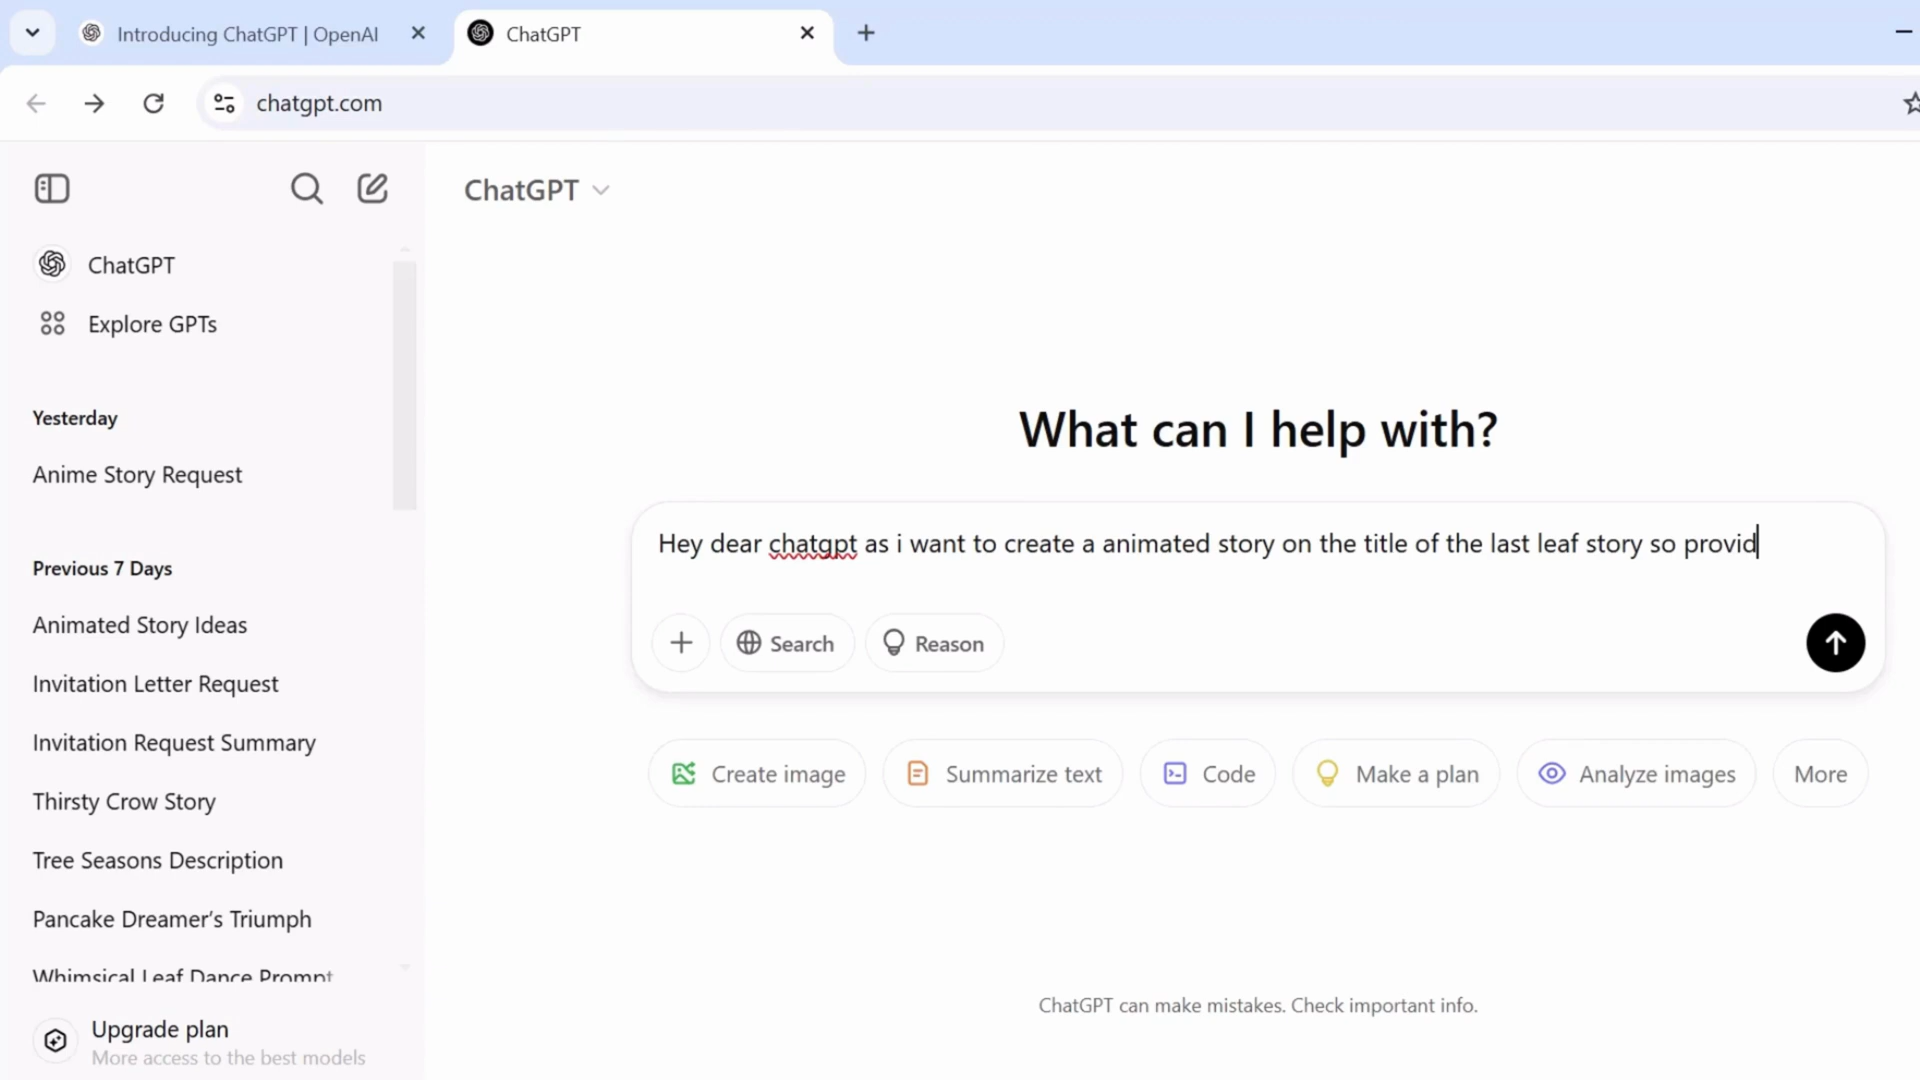 Introducing ChatGPT | OpenAI
ChatGPT
chatgpt.com
ChatGPT
ChatGPT
Explore GPTs
Yesterday
Anime Story Request
Previous 7 Days
Animated Story Ideas
Invitation Letter Request
Invitation Request Summary
Thirsty Crow Story
Tree Seasons Description
Pancake Dreamer's Triumph
Whimsical Leaf Dance Prompt
Upgrade plan
More access to the best models
What can I help with?
Hey dear chatgpt as i want to create a animated story on the title of the last leaf story so provid
Search
Reason
Create image
Summarize text
Code
Make a plan
Analyze images
More
ChatGPT can make mistakes. Check important info.